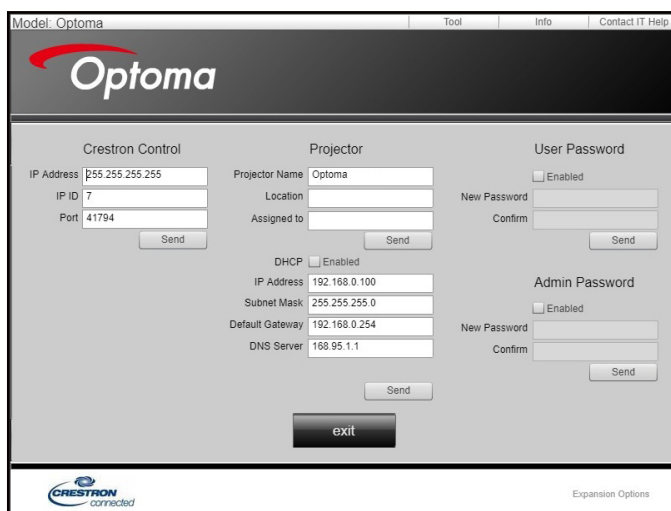 Model: Optoma
Tool
Info
Contact IT Help
Optoma
Crestron Control
IP Address 255.255.255.255
IP ID 7
Port 41794
Send
Projector
Projector Name Optoma
Location
Assigned to
Send
DHCP Enabled
IP Address 192.168.0.100
Subnet Mask 255.255.255.0
Default Gateway 192.168.0.254
DNS Server 168.95.1.1
Send
User Password
Enabled
New Password
Confirm
Send
Admin Password
Enabled
New Password
Confirm
Send
exit
CRESTRON
connected
Expansion Options